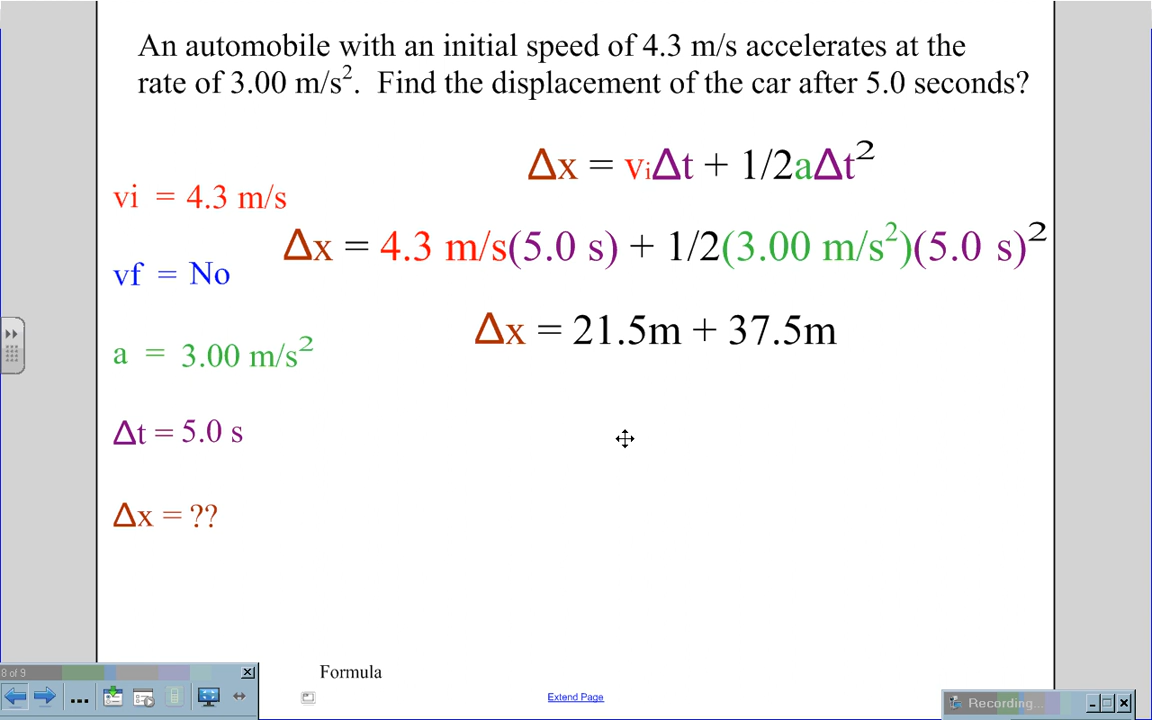 An automobile with an initial speed of 4.3 m/s accelerates at the
rate of 3.00 m/s². Find the displacement of the car after 5.0 seconds?
Δx = viΔt + 1/2aΔt²
vi = 4.3 m/s
Δx = 4.3 m/s(5.0 s) + 1/2(3.00 m/s²)(5.0 s)²
vf = No
Δx = 21.5m + 37.5m
a = 3.00 m/s²
Δt = 5.0 s
Δx = ??
Formula
8 of 9
Extend Page
Recording...